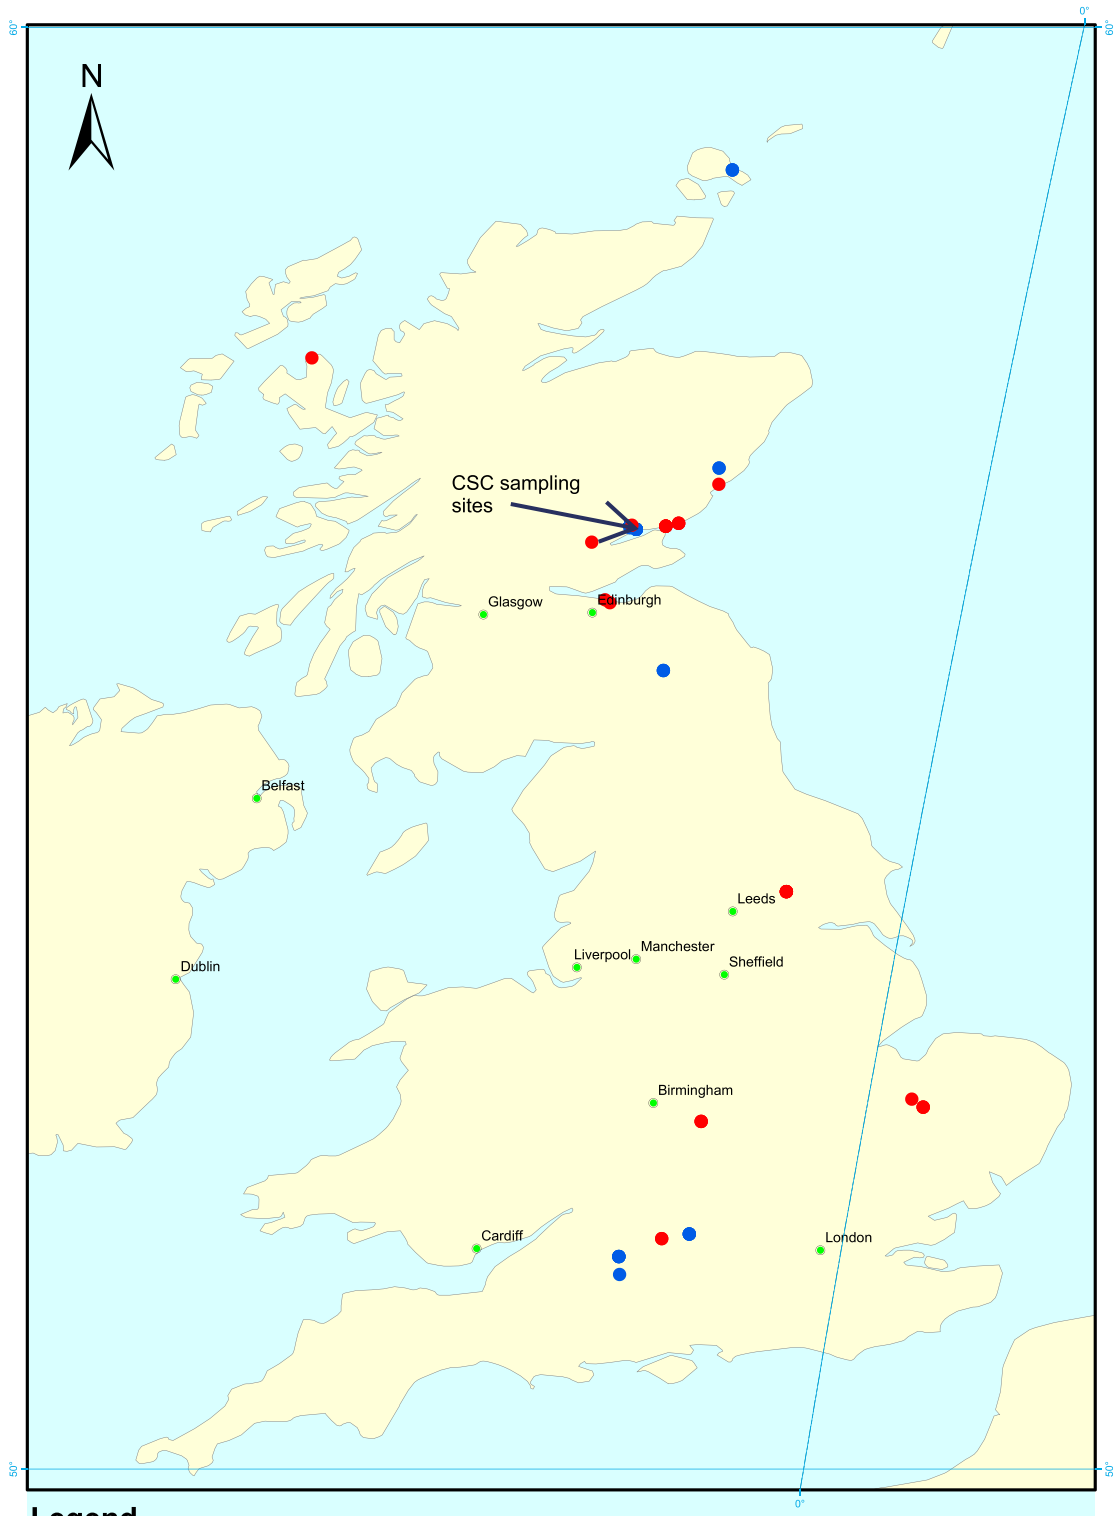 0°
60°
60°
N
CSC sampling
sites
Glasgow
Edinburgh
Belfast
Leeds
Manchester
Liverpool
Sheffield
Dublin
Birmingham
Cardiff
London
50°
50°
0°
Legend